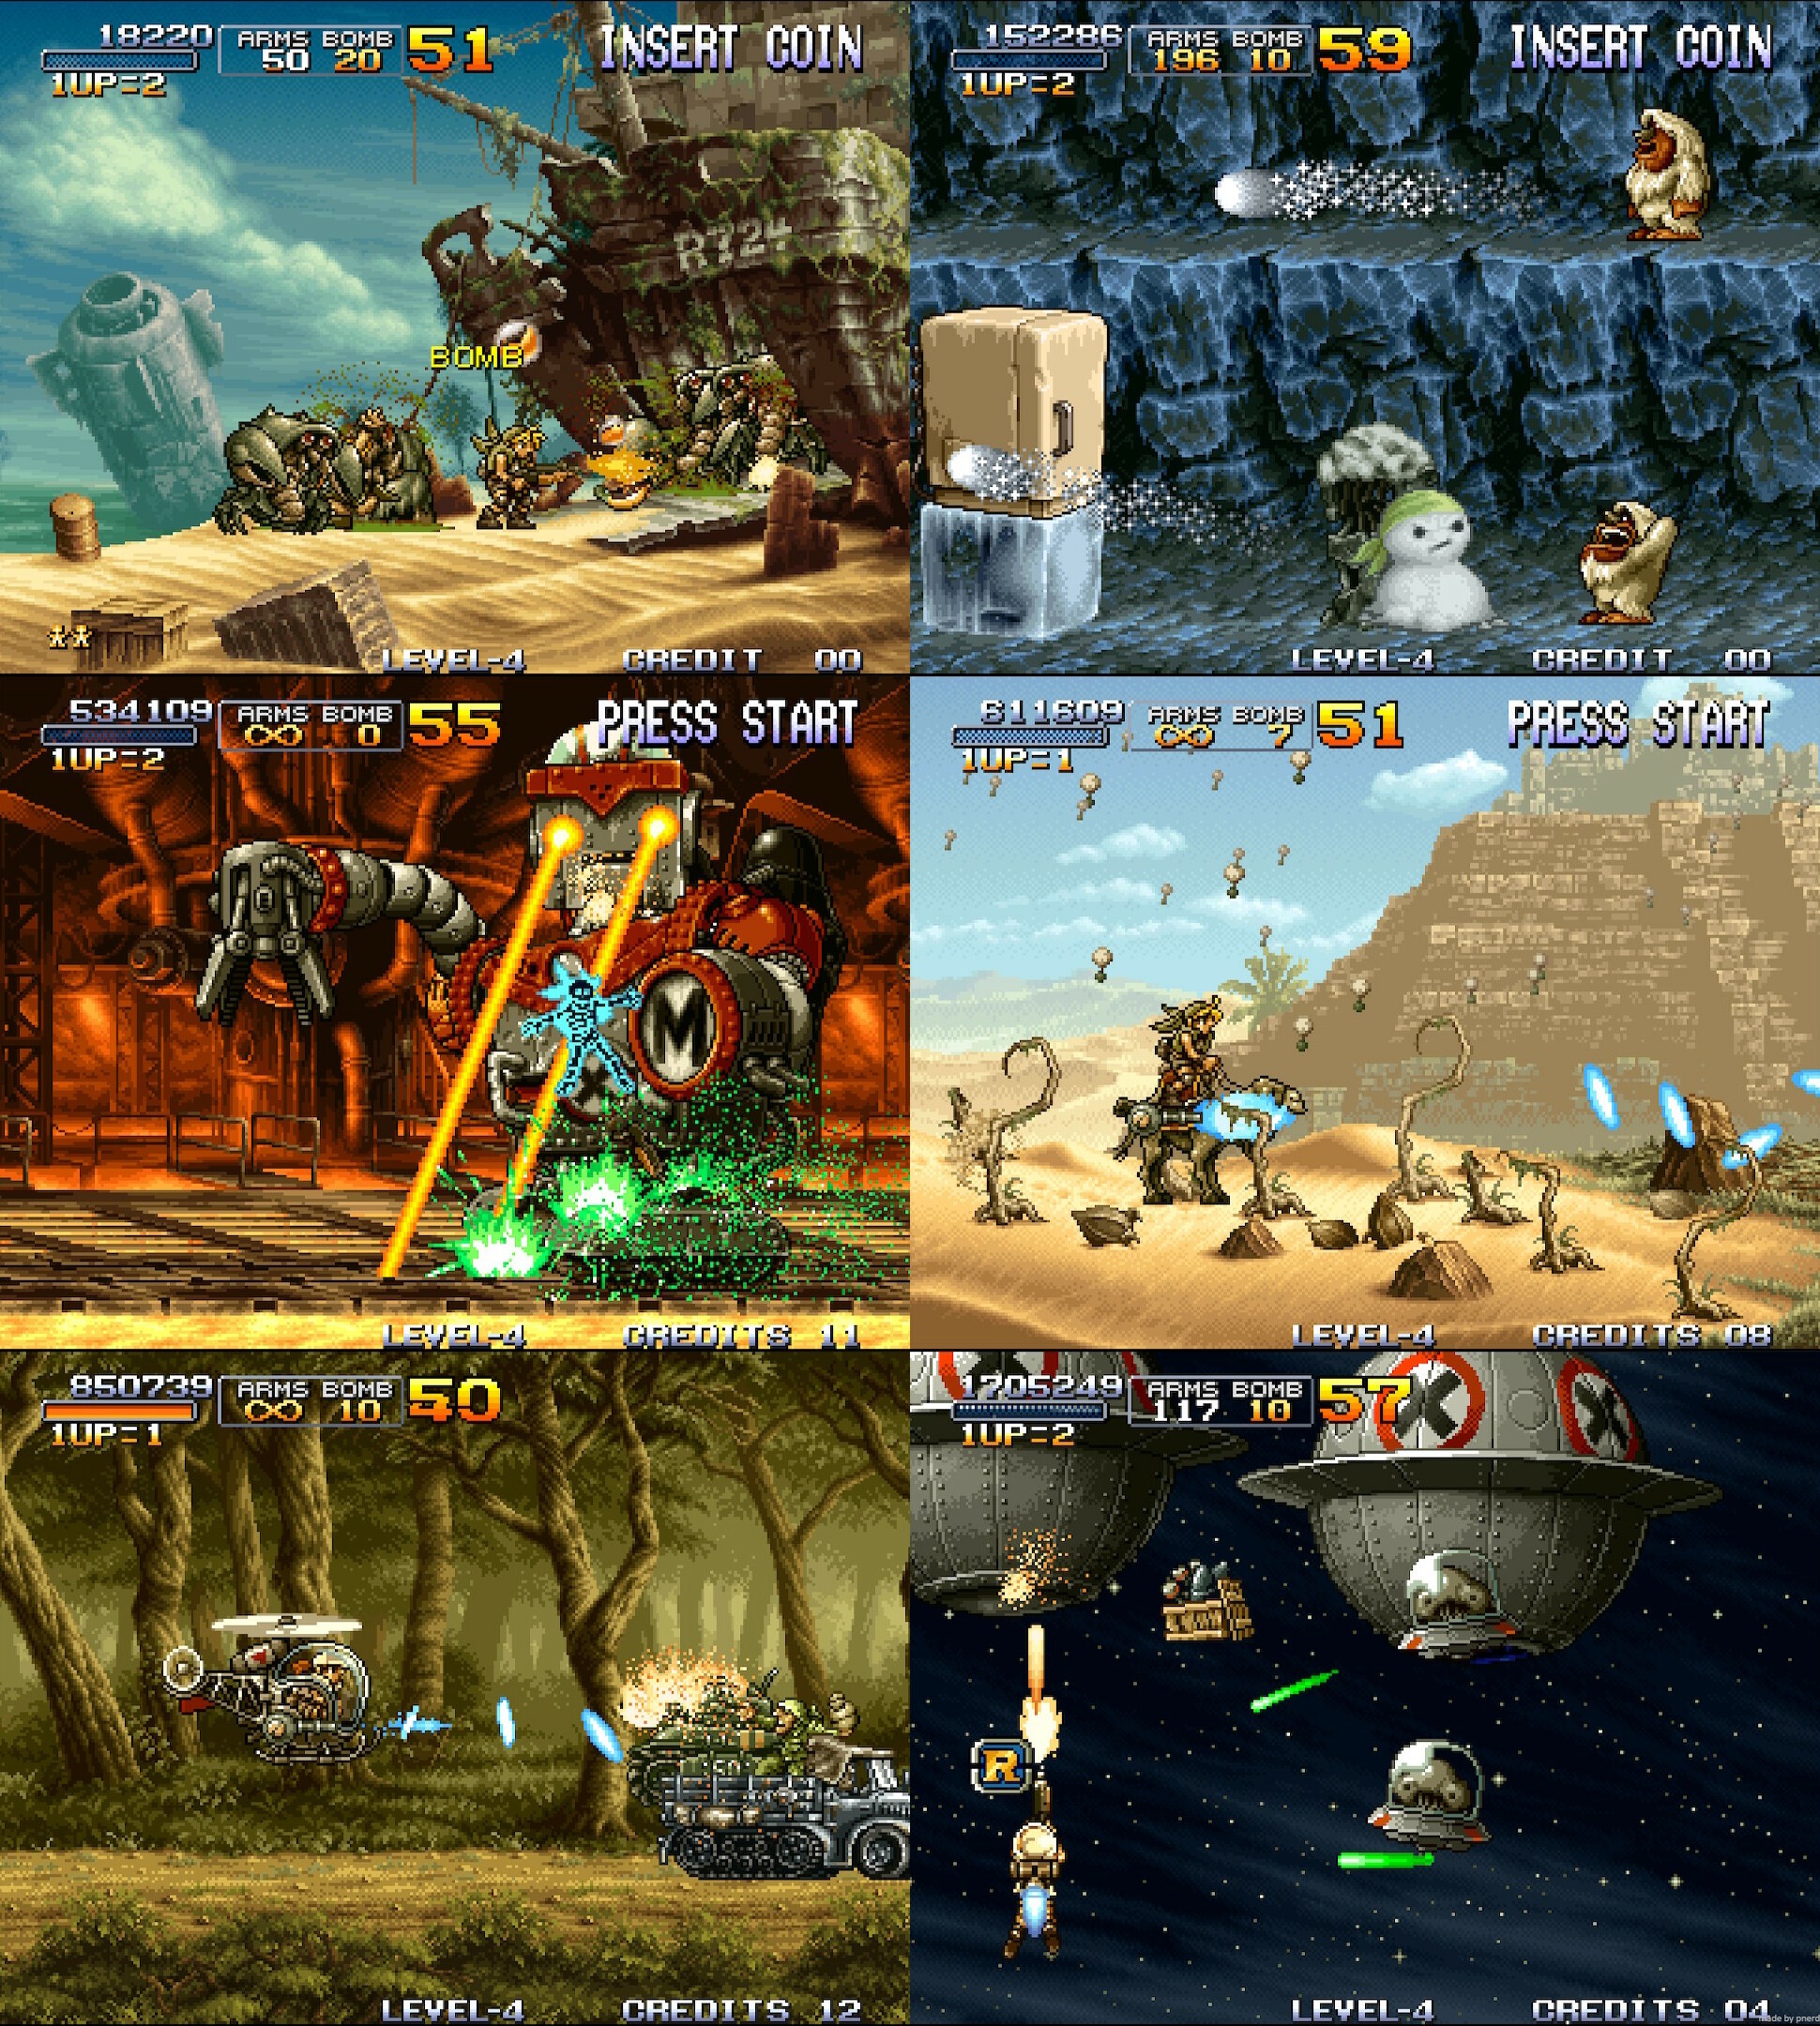 18220 ARMS BOMB 51 INSERT COIN
50 20
1UP=2
R724
BOMB
LEVEL-4 CREDIT 00
152286 ARMS BOMB 59 INSERT COIN
196 10
1UP=2
LEVEL-4 CREDIT 00
534109 ARMS BOMB 55 PRESS START
∞ 0
1UP=2
M
LEVEL-4 CREDITS 11
611609 ARMS BOMB 51 PRESS START
∞ 7
1UP=1
LEVEL-4 CREDITS 08
850739 ARMS BOMB 50
∞ 10
1UP=1
LEVEL-4 CREDITS 12
1705249 ARMS BOMB 57
117 10
1UP=2
R
LEVEL-4 CREDITS 04